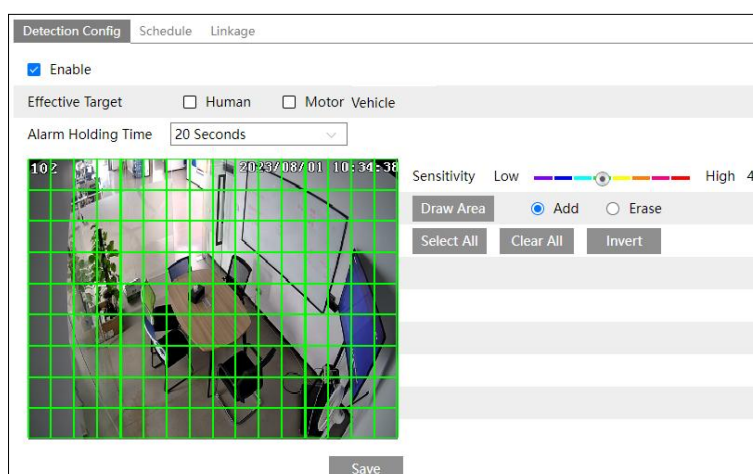 Detection Config Schedule Linkage
Enable
Effective Target Human Motor Vehicle
Alarm Holding Time 20 Seconds
102 2023/08/01 10:34:38
Sensitivity Low High 4
Draw Area Add Erase
Select All Clear All Invert
Save